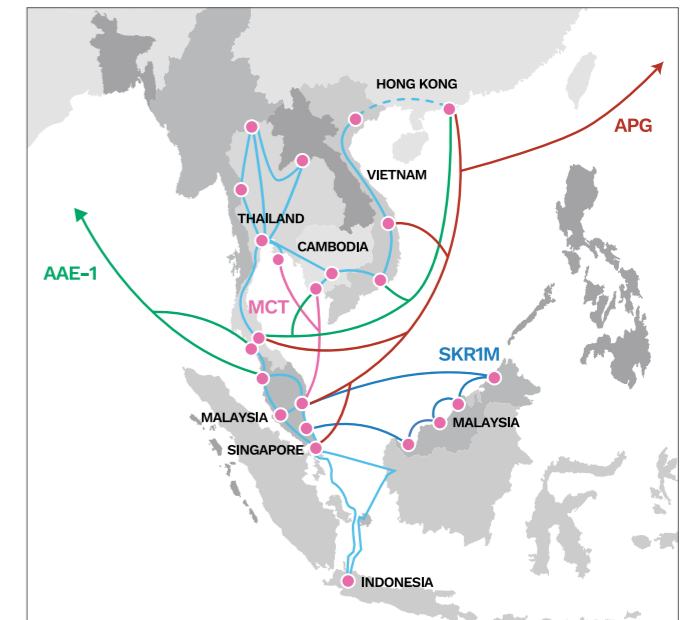 HONG KONG
APG
VIETNAM
THAILAND
CAMBODIA
AAE-1
MCT
SKR1M
MALAYSIA
MALAYSIA
SINGAPORE
INDONESIA